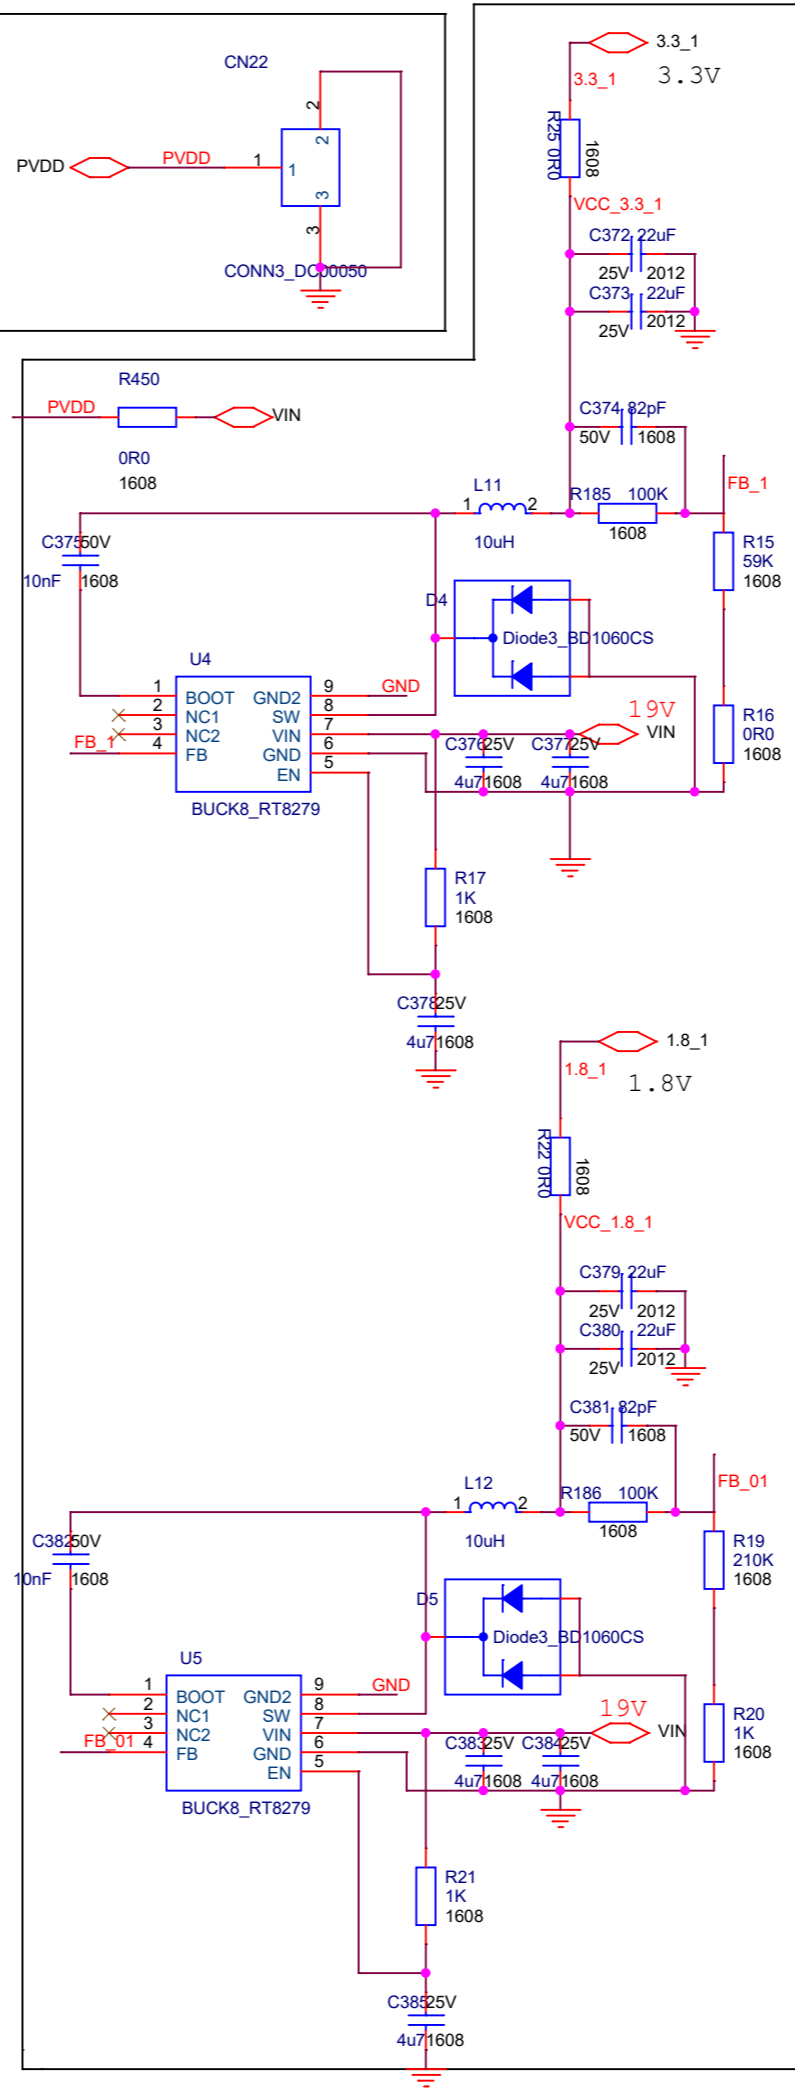 CN22
2
2
PVDD
PVDD
1
1
3
3
CONN3_DC00050
3.3_1
3.3_1
3.3V
R25 0R0
1608
VCC_3.3_1
C372 22uF
25V 2012
C373 22uF
25V 2012
R450
PVDD
VIN
0R0
1608
C374 82pF
50V 1608
L11
1 2
10uH
R185 100K
1608
FB_1
R15
59K
1608
C375 50V
10nF 1608
D4
Diode3_BD1060CS
U4
1 BOOT
2 NC1
3 NC2
FB_1 4 FB
GND2 9 GND
SW 8
VIN 7
GND 6
EN 5
BUCK8_RT8279
19V
VIN
C376 25V
4u7 1608
C377 25V
4u7 1608
R16
0R0
1608
R17
1K
1608
C378 25V
4u7 1608
1.8_1
1.8_1
1.8V
R22 0R0
1608
VCC_1.8_1
C379 22uF
25V 2012
C380 22uF
25V 2012
C381 82pF
50V 1608
L12
1 2
10uH
R186 100K
1608
FB_01
R19
210K
1608
C382 50V
10nF 1608
D5
Diode3_BD1060CS
U5
1 BOOT
2 NC1
3 NC2
FB_01 4 FB
GND2 9 GND
SW 8
VIN 7
GND 6
EN 5
BUCK8_RT8279
19V
VIN
C383 25V
4u7 1608
C384 25V
4u7 1608
R20
1K
1608
R21
1K
1608
C385 25V
4u7 1608